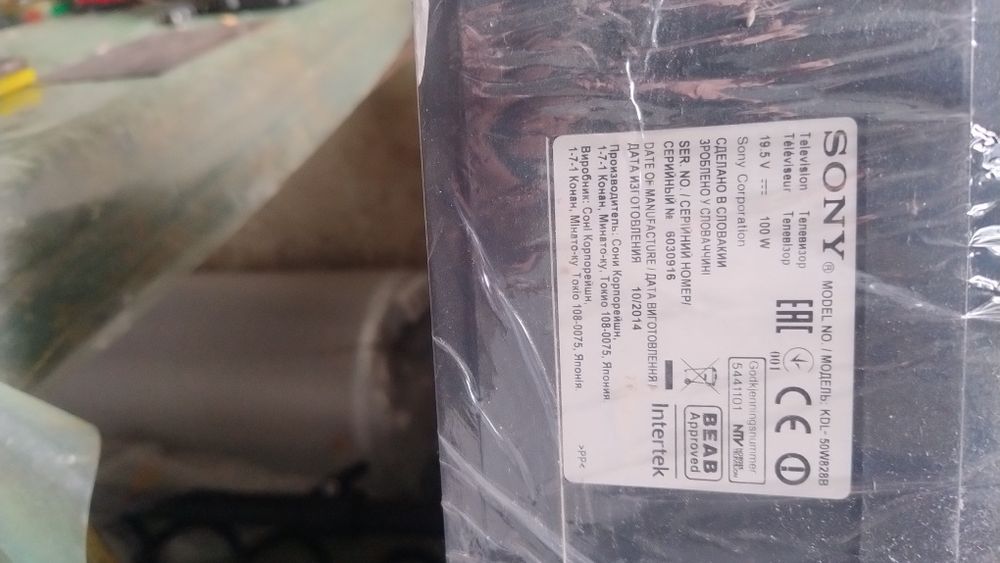 SONY ® MODEL NO. / МОДЕЛЬ: KDL- 50W828B
Television Телевизор
Téléviseur Телевізор
19.5 V ⎓ 100 W
Sony Corporation
EAC
001
CE
СДЕЛАНО В СЛОВАКИИ
ЗРОБЛЕНО У СЛОВАЧЧИНІ
Godkjenningsnummer
5441101 NTV
SER. NO. / СЕРІЙНИЙ НОМЕР/
СЕРИЙНЫЙ № 6030916
BEAB
Approved
DATE OF MANUFACTURE / ДАТА ВИГОТОВЛЕННЯ /
ДАТА ИЗГОТОВЛЕНИЯ 10/2014
Intertek
Производитель: Сони Корпорейшн,
1-7-1 Конан, Минато-ку, Токио 108-0075, Япония
Виробник: Соні Корпорейшн,
1-7-1 Конан, Мінато-ку, Токіо 108-0075, Японія
>PP<